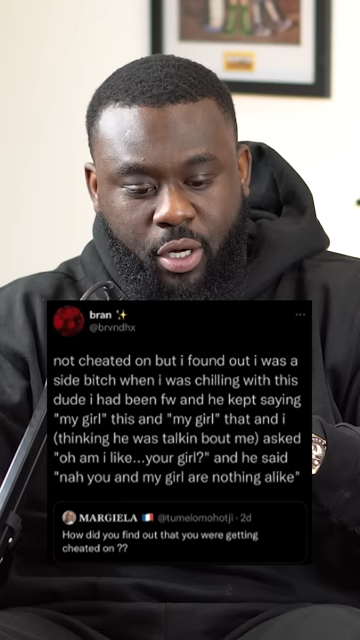 bran ✨
@brvndhx
...
not cheated on but i found out i was a
side bitch when i was chilling with this
dude i had been fw and he kept saying
"my girl" this and "my girl" that and i
(thinking he was talkin bout me) asked
"oh am i like...your girl?" and he said
"nah you and my girl are nothing alike"
MARGIELA 🇫🇷 @tumelomohotji · 2d
How did you find out that you were getting
cheated on ??